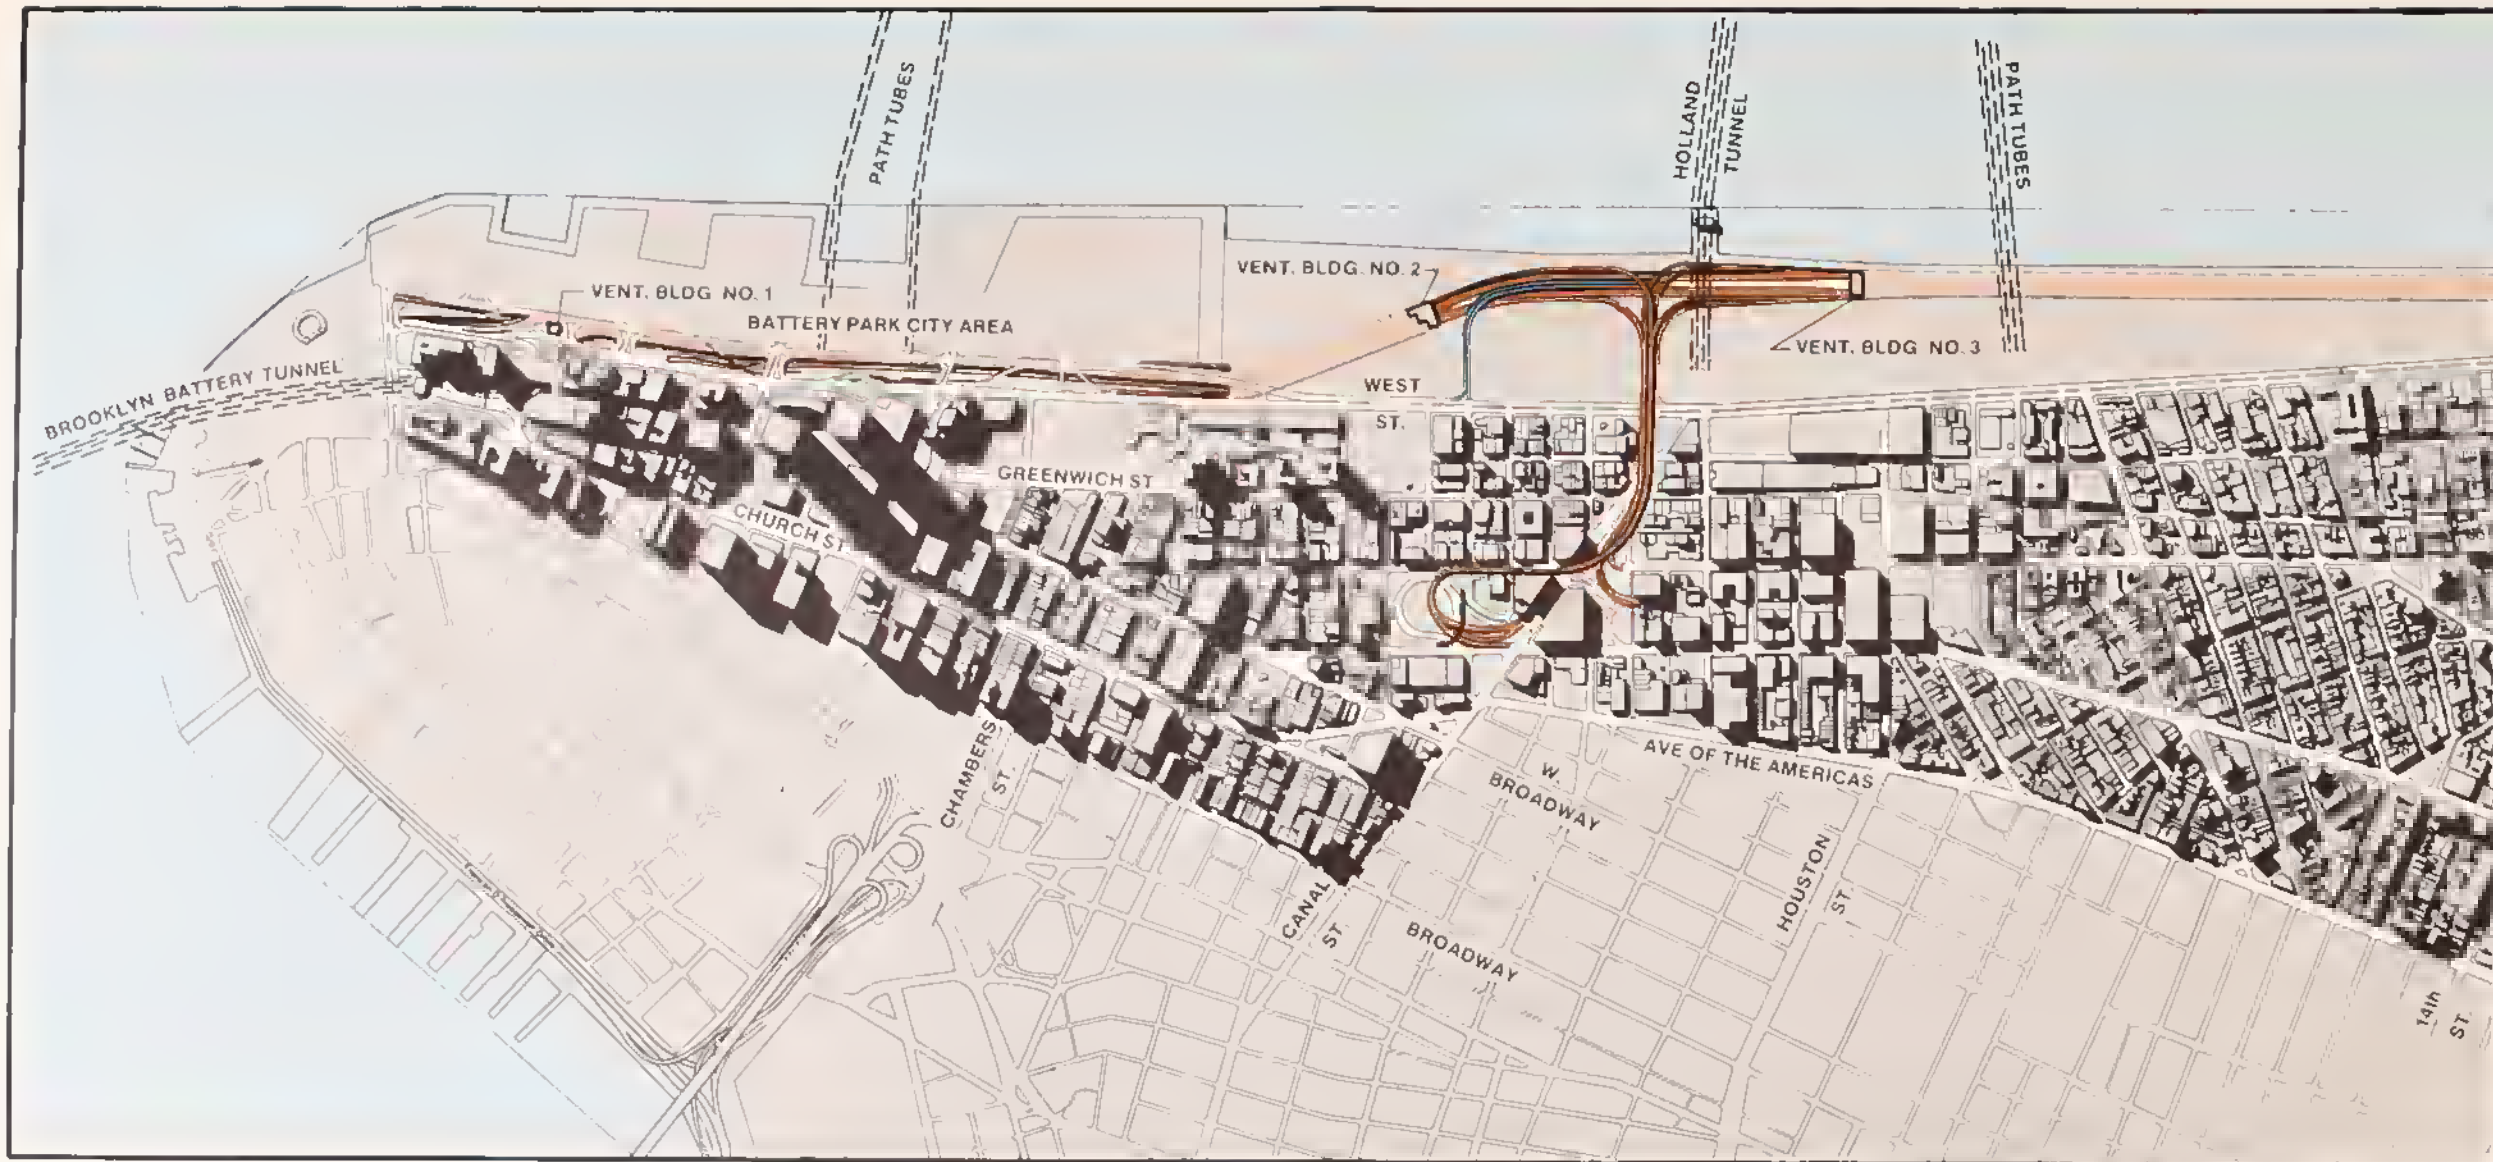 PATH TUBES
HOLLAND
TUNNEL
PATH TUBES
VENT. BLDG. NO. 2
VENT. BLDG NO. 1
BATTERY PARK CITY AREA
VENT. BLDG NO. 3
BROOKLYN BATTERY TUNNEL
WEST
ST.
GREENWICH ST
CHURCH ST.
CHAMBERS
ST.
AVE OF THE AMERICAS
W.
BROADWAY
HOUSTON
ST.
CANAL
ST
BROADWAY
14th
ST.